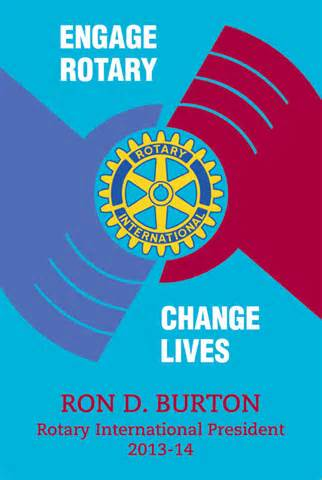 ENGAGE
ROTARY
ROTARY
INTERNATIONAL
CHANGE
LIVES
RON D. BURTON
Rotary International President
2013-14